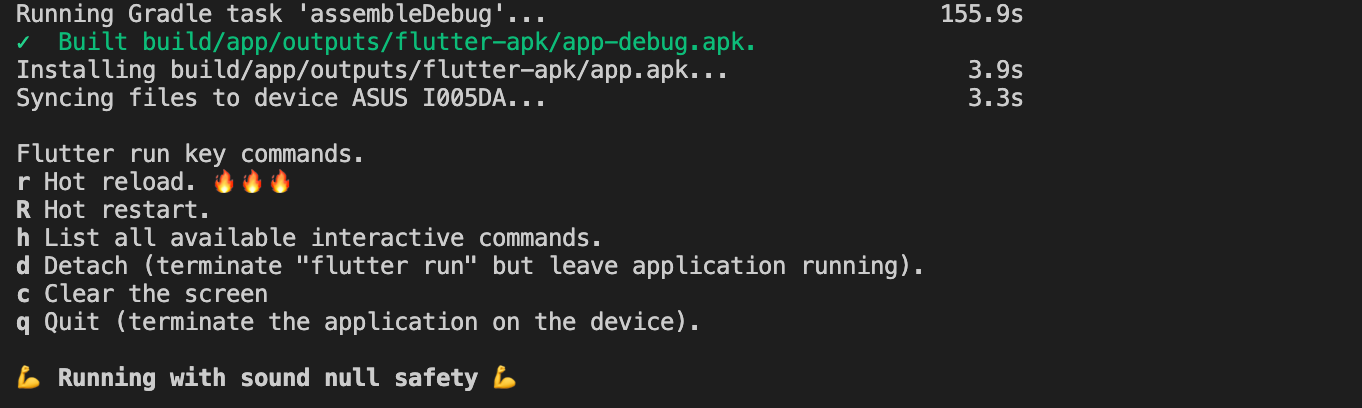 Running Gradle task 'assembleDebug'... 155.9s
✓ Built build/app/outputs/flutter-apk/app-debug.apk.
Installing build/app/outputs/flutter-apk/app.apk... 3.9s
Syncing files to device ASUS I005DA... 3.3s
Flutter run key commands.
r Hot reload. 🔥🔥🔥
R Hot restart.
h List all available interactive commands.
d Detach (terminate "flutter run" but leave application running).
c Clear the screen
q Quit (terminate the application on the device).
💪 Running with sound null safety 💪